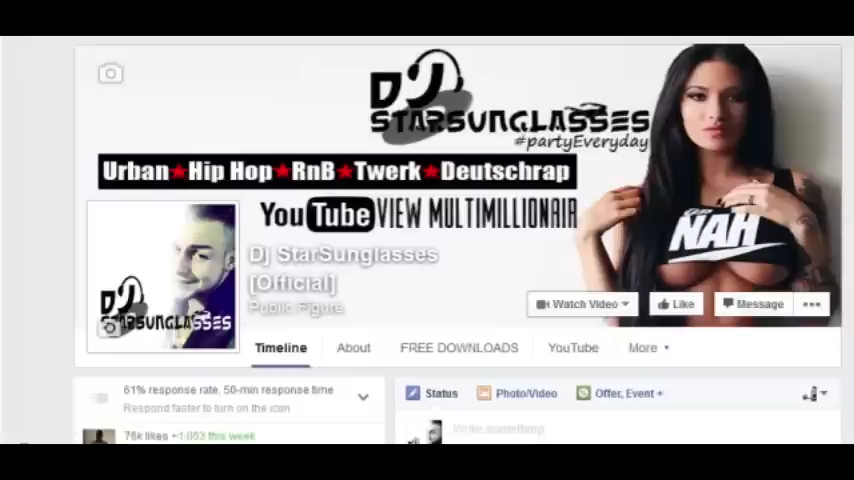 DJ
STARSUNGLASSES
#partyEveryday
Urban★Hip Hop★RnB★Twerk★Deutschrap
YouTube VIEW MULTIMILLIONAIR
NAH
DJ
STARSUNGLASSES
Dj StarSunglasses
[Official]
Public Figure
Watch Video
Like
Message
Timeline
About
FREE DOWNLOADS
YouTube
More
61% response rate, 50-min response time
Respond faster to turn on the icon
76k likes +1.053 this week
Status
Photo/Video
Offer, Event +
Write something